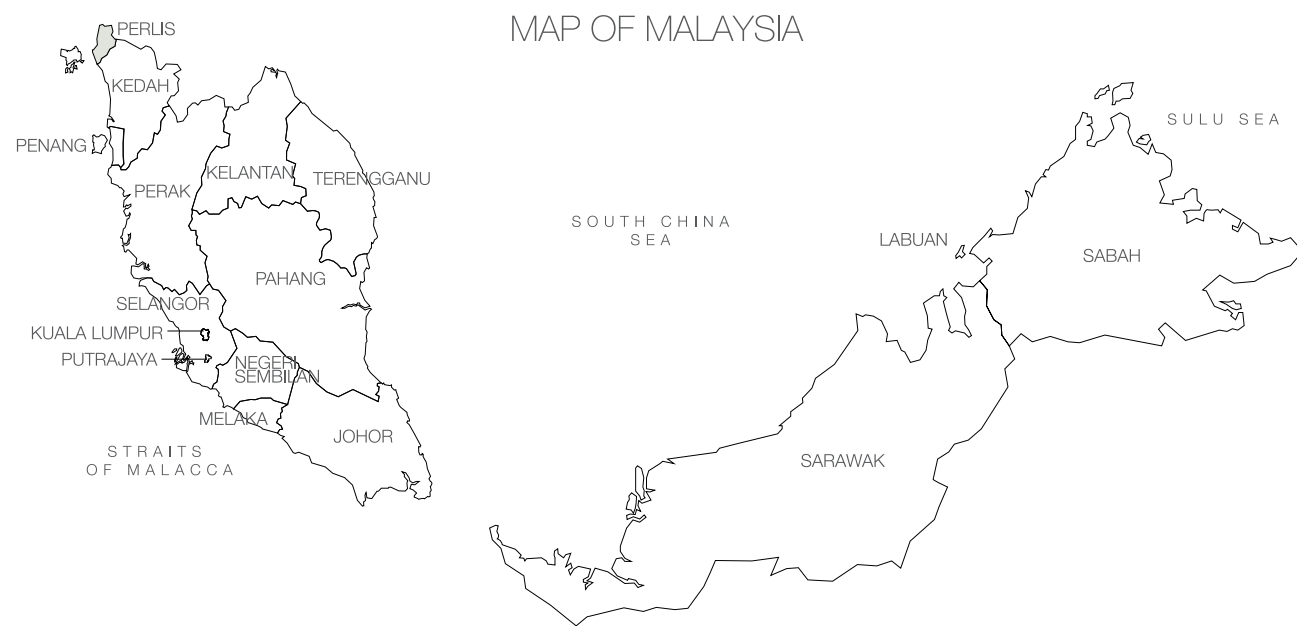 MAP OF MALAYSIA
PERLIS
KEDAH
PENANG
PERAK
KELANTAN
TERENGGANU
PAHANG
SELANGOR
KUALA LUMPUR
PUTRAJAYA
NEGERI
SEMBILAN
MELAKA
JOHOR
STRAITS
OF MALACCA
SOUTH CHINA
SEA
SULU SEA
LABUAN
SABAH
SARAWAK